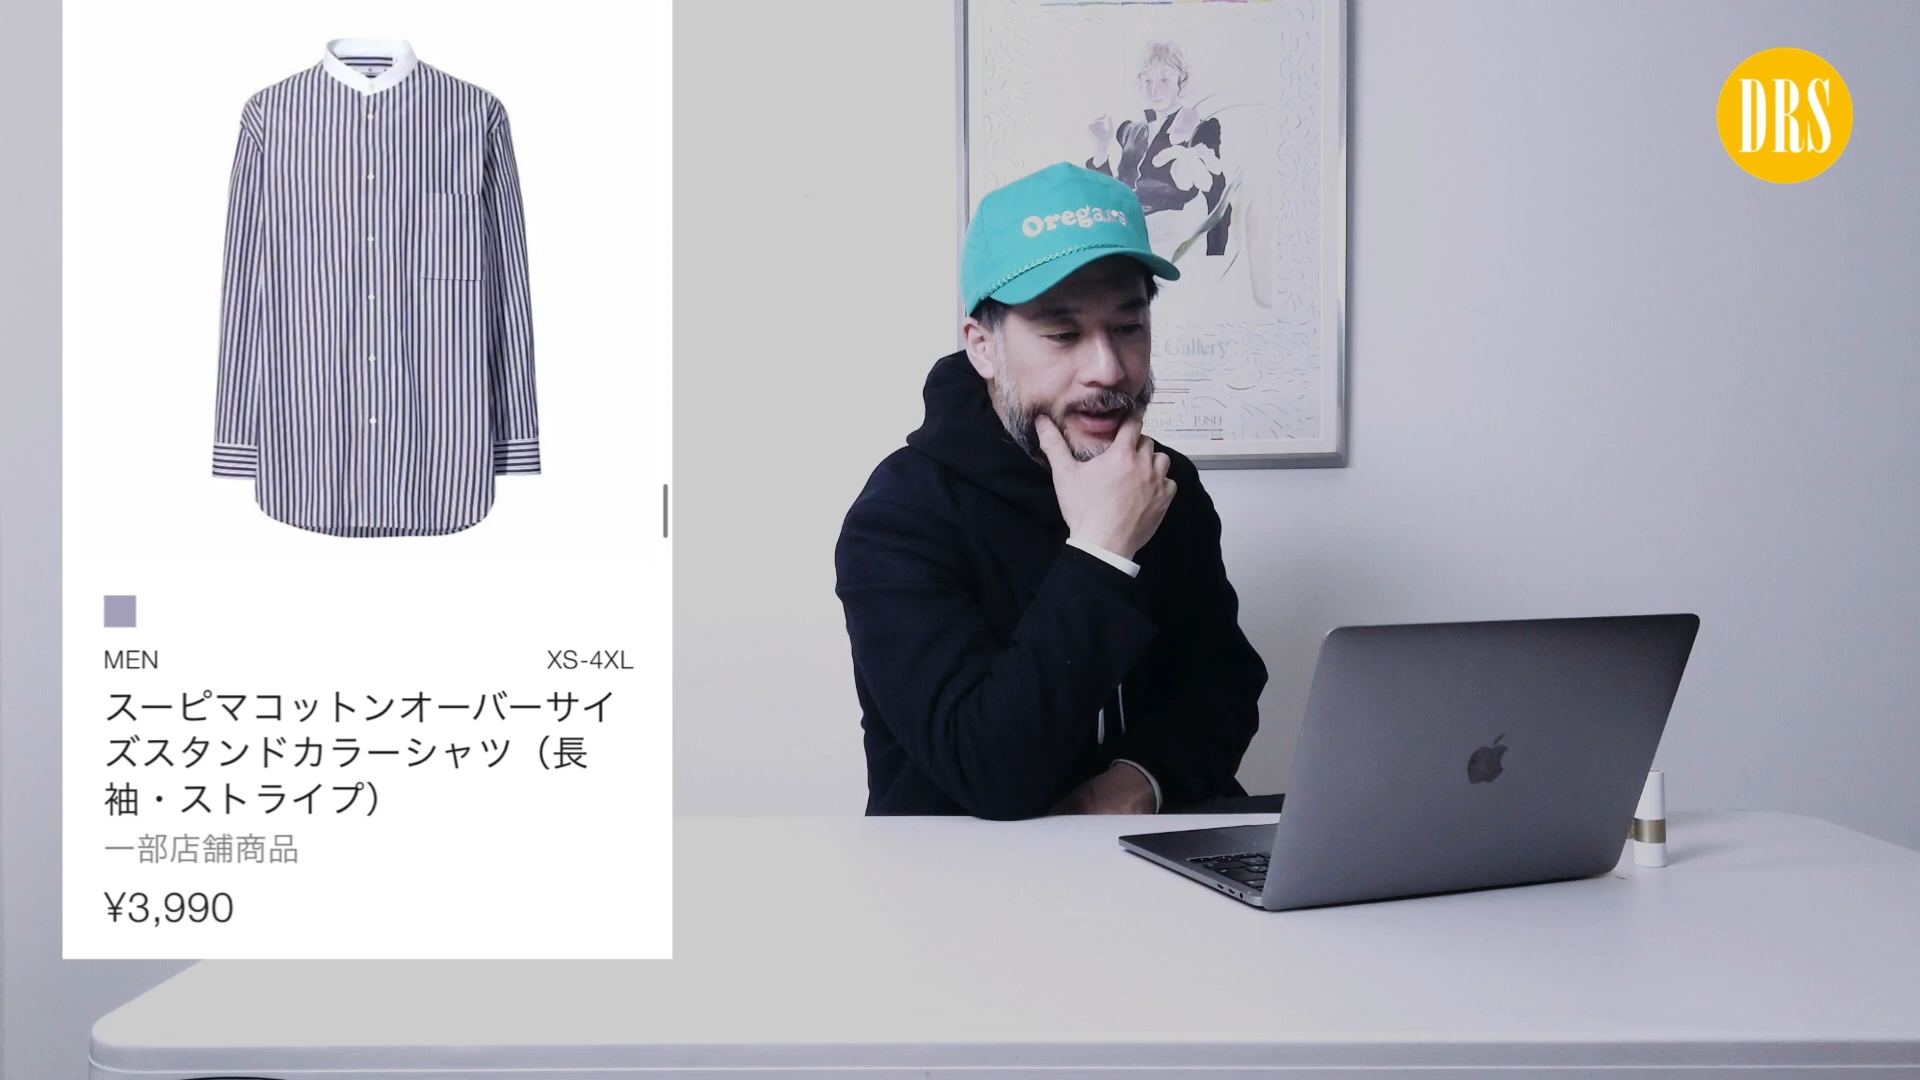 MEN
XS-4XL
スーピマコットンオーバーサイ
ズスタンドカラーシャツ（長
袖・ストライプ）
一部店舗商品
¥3,990
DRS
Gallery
1980